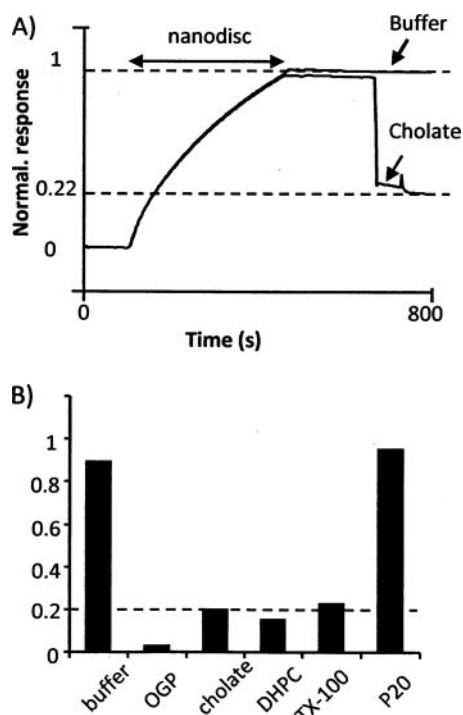 A)
nanodisc
Buffer
Cholate
Normal. response
1
0.22
0
0
800
Time (s)
B)
1
0.8
0.6
0.4
0.2
0
buffer
OGP
cholate
DHPC
TX-100
P20